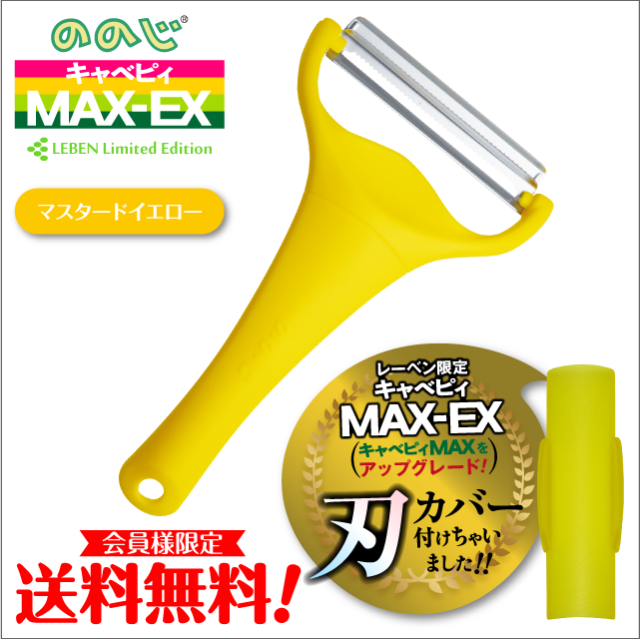 ののじ®
キャベピィ
MAX-EX
LEBEN Limited Edition
マスタードイエロー
レーベン限定
キャベピィ
MAX-EX
(キャベピィMAXを
アップグレード!)
刃カバー
付けちゃい
ました!!
会員様限定
送料無料!